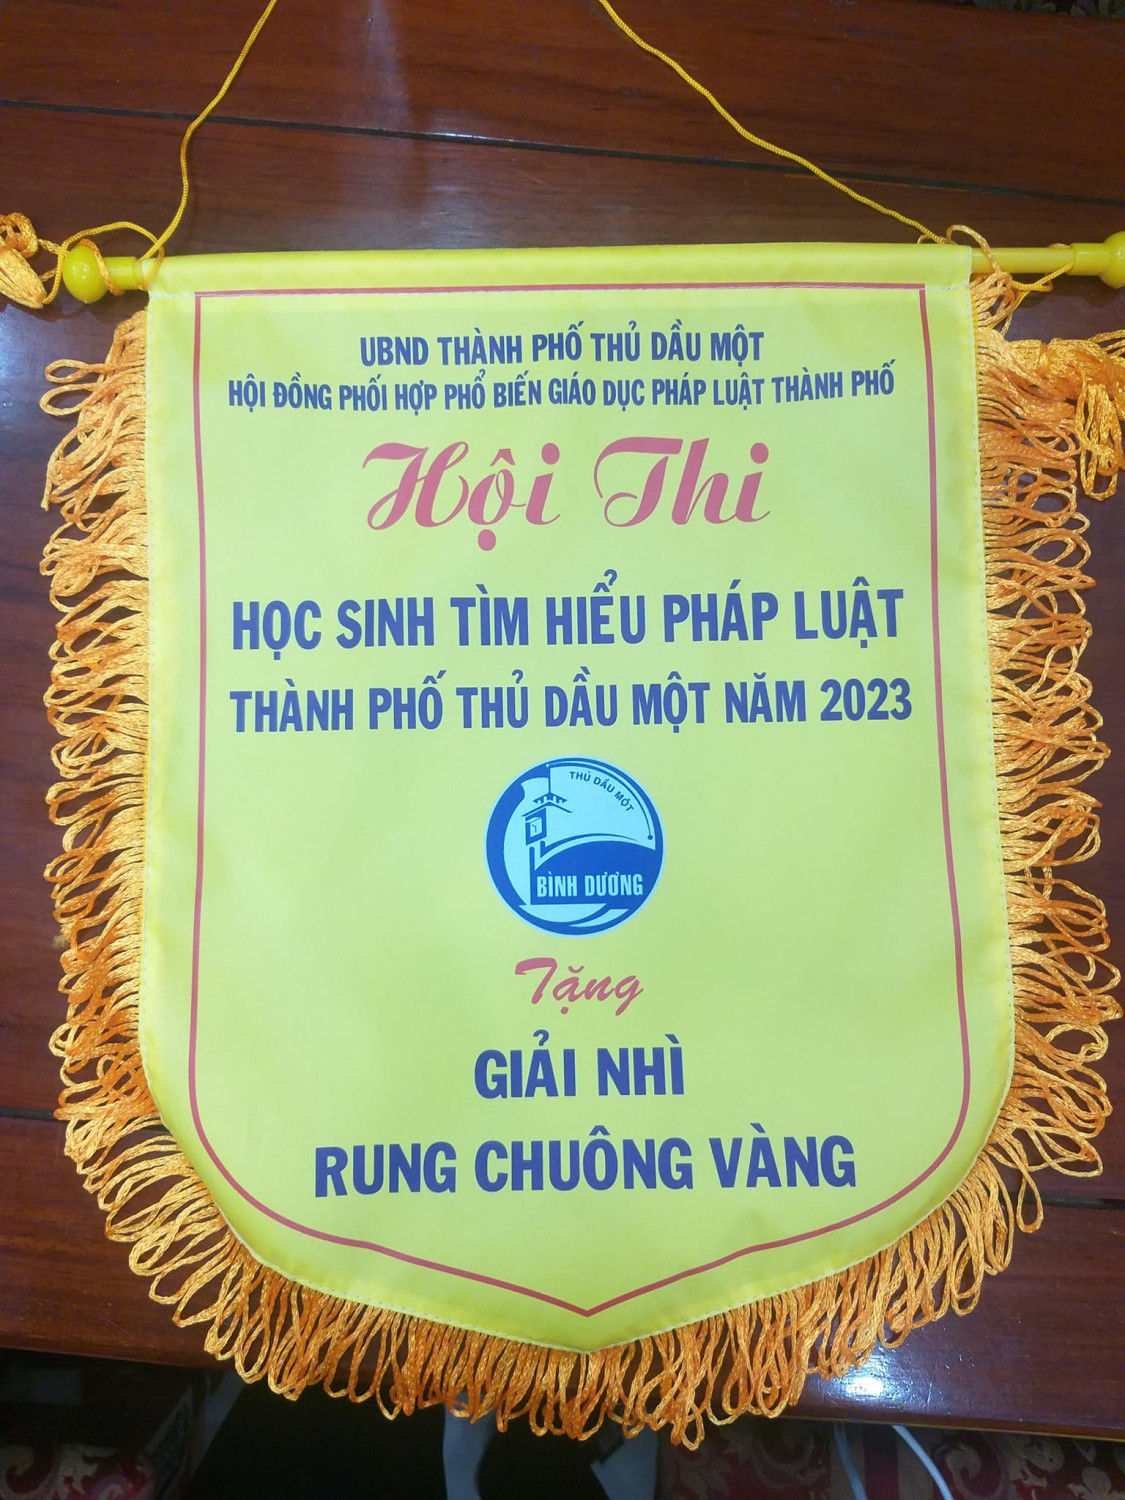 UBND THÀNH PHỐ THỦ DẦU MỘT
HỘI ĐỒNG PHỐI HỢP PHỔ BIẾN GIÁO DỤC PHÁP LUẬT THÀNH PHỐ
Hội Thi
HỌC SINH TÌM HIỂU PHÁP LUẬT
THÀNH PHỐ THỦ DẦU MỘT NĂM 2023
THỦ DẦU MỘT
BÌNH DƯƠNG
Tặng
GIẢI NHÌ
RUNG CHUÔNG VÀNG